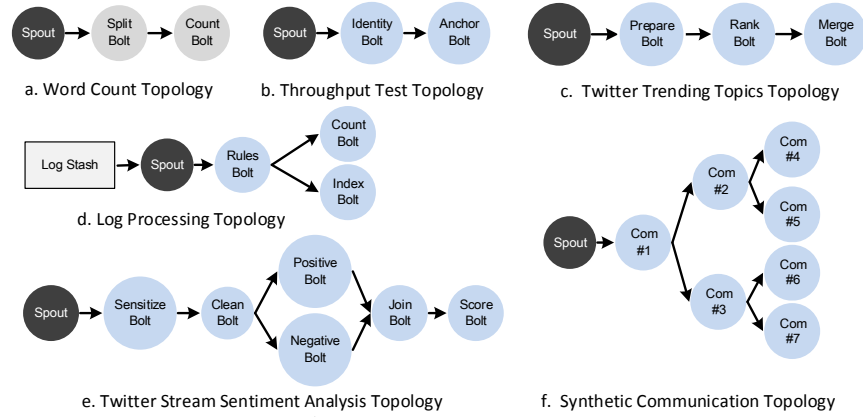 Spout
Split
Bolt
Count
Bolt
a. Word Count Topology
Spout
Identity
Bolt
Anchor
Bolt
b. Throughput Test Topology
Spout
Prepare
Bolt
Rank
Bolt
Merge
Bolt
c. Twitter Trending Topics Topology
Log Stash
Spout
Rules
Bolt
Count
Bolt
Index
Bolt
d. Log Processing Topology
Spout
Sensitize
Bolt
Clean
Bolt
Positive
Bolt
Negative
Bolt
Join
Bolt
Score
Bolt
e. Twitter Stream Sentiment Analysis Topology
Spout
Com
#1
Com
#2
Com
#3
Com
#4
Com
#5
Com
#6
Com
#7
f. Synthetic Communication Topology